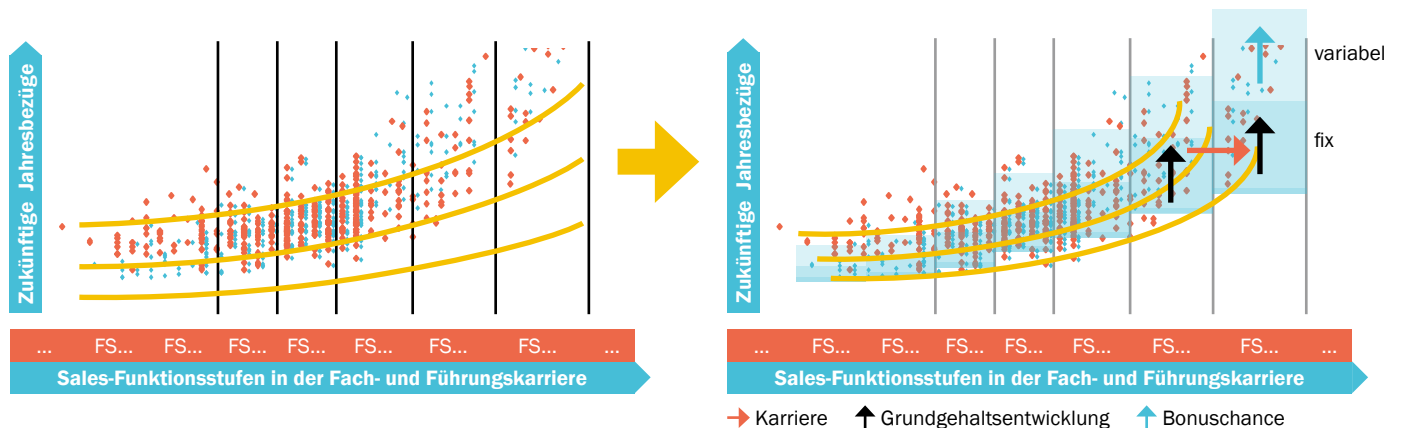 Zukünftige Jahresbezüge
... FS... FS... FS... FS... FS... FS... FS... ...
Sales-Funktionsstufen in der Fach- und Führungskarriere
Zukünftige Jahresbezüge
variabel
fix
... FS... FS... FS... FS... FS... FS... FS... ...
Sales-Funktionsstufen in der Fach- und Führungskarriere
Karriere Grundgehaltsentwicklung Bonuschance